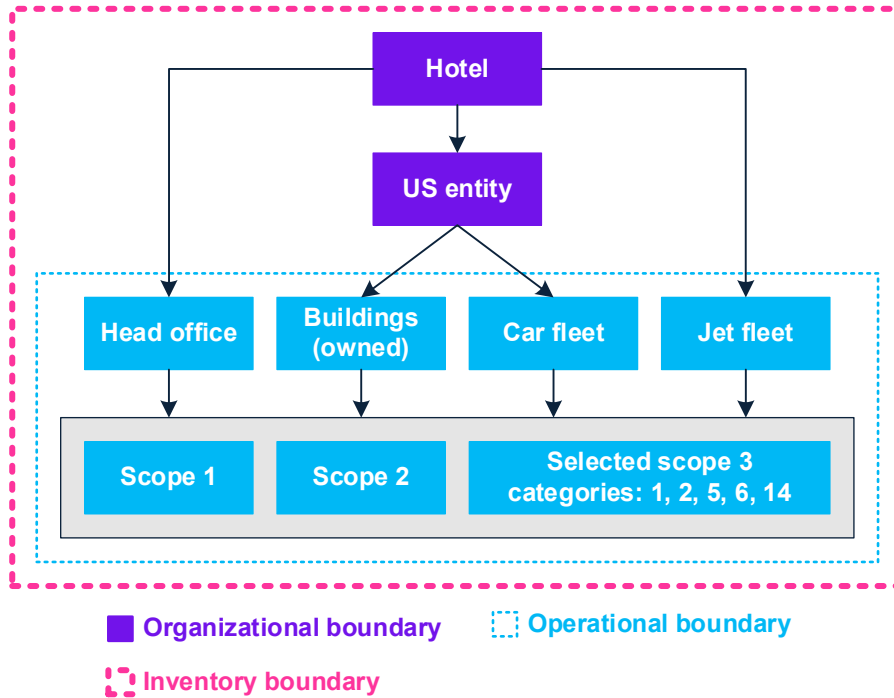 Hotel
US entity
Head office
Buildings
(owned)
Car fleet
Jet fleet
Scope 1
Scope 2
Selected scope 3
categories: 1, 2, 5, 6, 14
Organizational boundary
Operational boundary
Inventory boundary